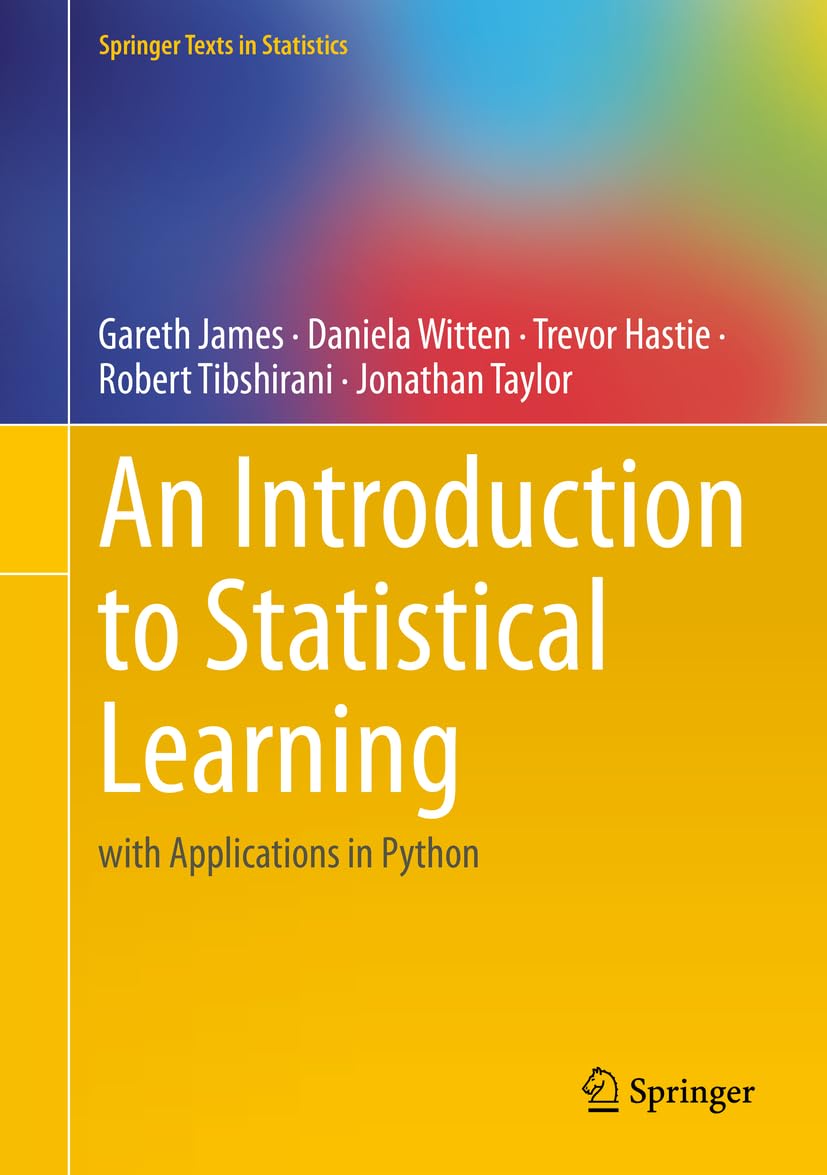 Springer Texts in Statistics
Gareth James · Daniela Witten · Trevor Hastie ·
Robert Tibshirani · Jonathan Taylor
An Introduction
to Statistical
Learning
with Applications in Python
Springer